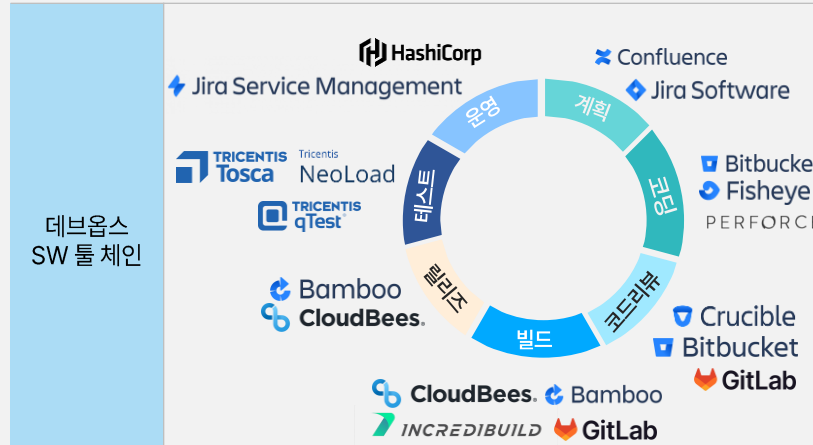 데브옵스
SW 툴 체인
HashiCorp
Jira Service Management
Confluence
Jira Software
운영
계획
코딩
코드리뷰
빌드
릴리즈
테스트
TRICENTIS
Tosca
Tricentis
NeoLoad
TRICENTIS
qTest
Bitbucke
Fisheye
PERFORC
Bamboo
CloudBees.
Crucible
Bitbucket
GitLab
CloudBees.
Bamboo
INCREDIBUILD
GitLab